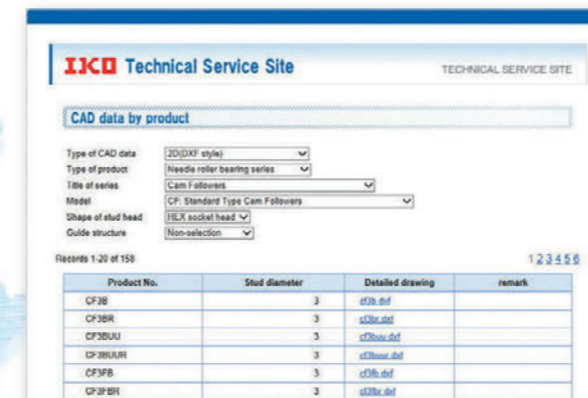 IKO Technical Service Site
TECHNICAL SERVICE SITE
CAD data by product
Type of CAD data 2D(DXF style)
Type of product Needle roller bearing series
Title of series Cam Followers
Model CF: Standard Type Cam Followers
Shape of stud head HEX socket head
Guide structure Non-selection
Records 1-20 of 158 1 2 3 4 5 6
Product No. Stud diameter Detailed drawing remark
CF3B 3 cf3b.dxf
CF3BR 3 cf3br.dxf
CF3BUU 3 cf3buu.dxf
CF3BUUR 3 cf3buur.dxf
CF3FB 3 cf3fb.dxf
CF3FBR 3 cf3fbr.dxf